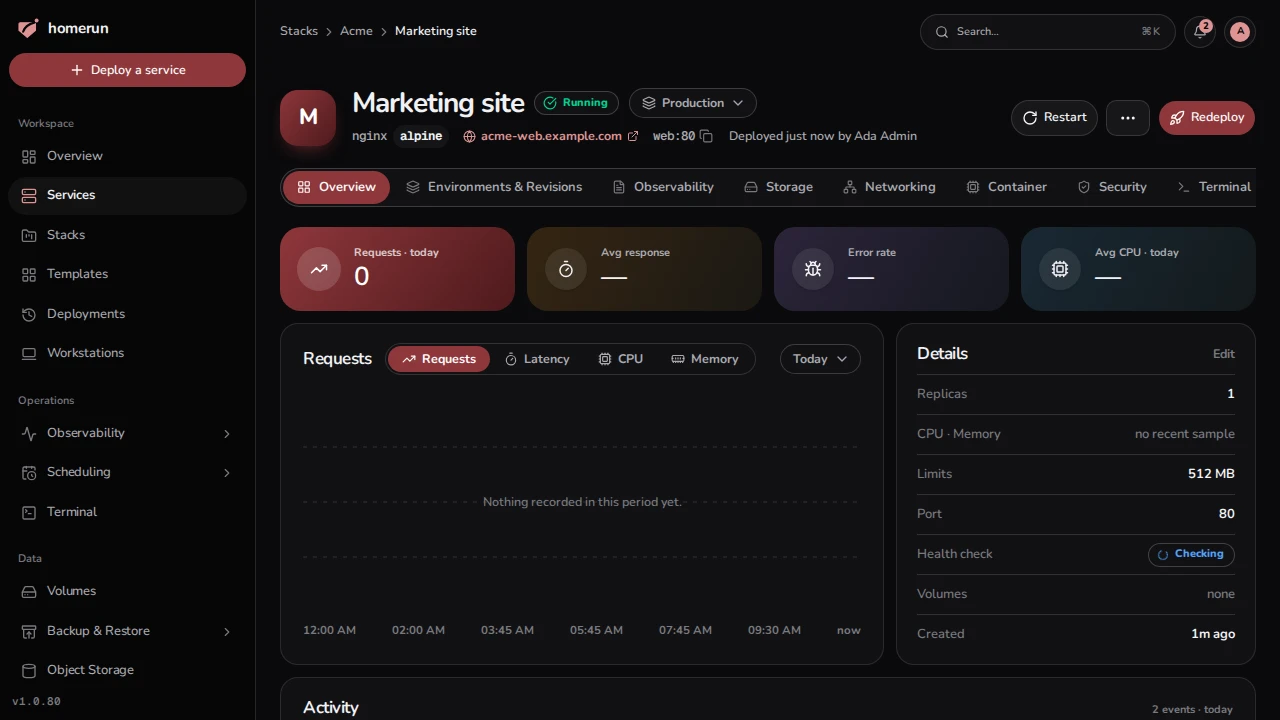 homerun
Deploy a service
Workspace
Overview
Services
Stacks
Templates
Deployments
Workstations
Operations
Observability
Scheduling
Terminal
Data
Volumes
Backup & Restore
Object Storage
v1.0.80
Stacks > Acme > Marketing site
Search... ⌘K
2
A
M
Marketing site
Running
Production
nginx alpine acme-web.example.com web:80 Deployed just now by Ada Admin
Restart
Redeploy
Overview Environments & Revisions Observability Storage Networking Container Security Terminal
Requests · today
0
Avg response
—
Error rate
—
Avg CPU · today
—
Requests
Requests Latency CPU Memory
Today
Nothing recorded in this period yet.
12:00 AM 02:00 AM 03:45 AM 05:45 AM 07:45 AM 09:30 AM now
Details Edit
Replicas 1
CPU · Memory no recent sample
Limits 512 MB
Port 80
Health check Checking
Volumes none
Created 1m ago
Activity 2 events · today